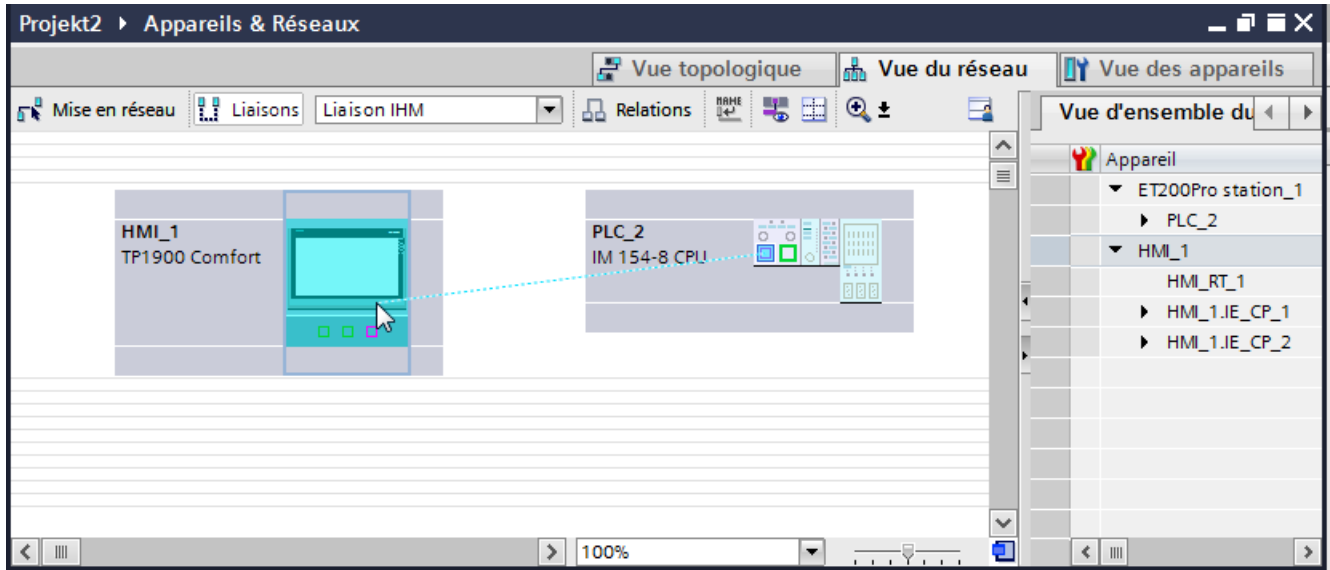 Projekt2 ▸ Appareils & Réseaux
Vue topologique
Vue du réseau
Vue des appareils
Mise en réseau
Liaisons
Liaison IHM
Relations
Vue d'ensemble du
Appareil
HMI_1
TP1900 Comfort
PLC_2
IM 154-8 CPU
ET200Pro station_1
PLC_2
HMI_1
HMI_RT_1
HMI_1.IE_CP_1
HMI_1.IE_CP_2
100%